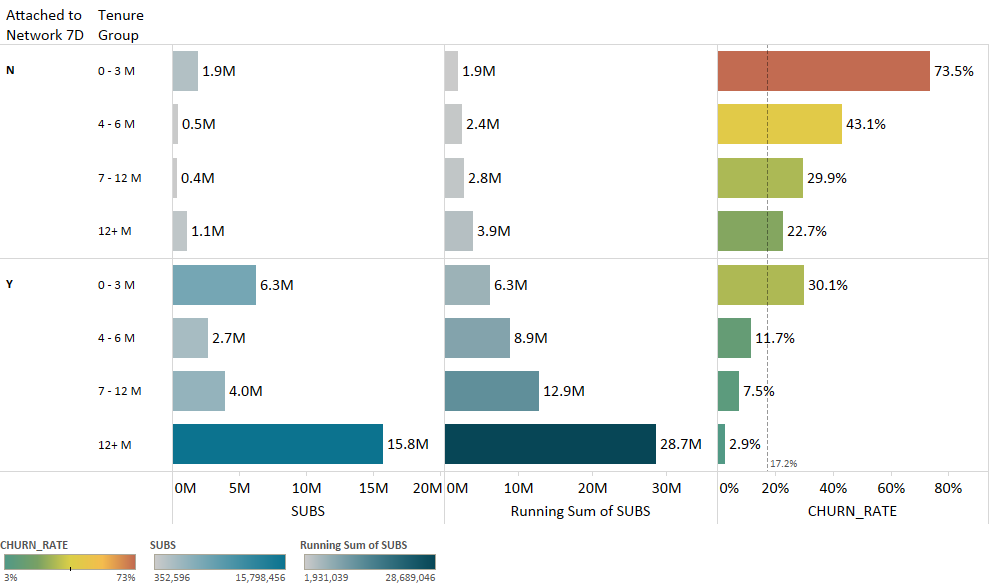 Attached to Tenure
Network 7D Group
N 0 - 3 M 1.9M 1.9M 73.5%
4 - 6 M 0.5M 2.4M 43.1%
7 - 12 M 0.4M 2.8M 29.9%
12+ M 1.1M 3.9M 22.7%
Y 0 - 3 M 6.3M 6.3M 30.1%
4 - 6 M 2.7M 8.9M 11.7%
7 - 12 M 4.0M 12.9M 7.5%
12+ M 15.8M 28.7M 2.9%
17.2%
0M 5M 10M 15M 20M 0M 10M 20M 30M 0% 20% 40% 60% 80%
SUBS Running Sum of SUBS CHURN_RATE
CHURN_RATE SUBS Running Sum of SUBS
3% 73% 352,596 15,798,456 1,931,039 28,689,046